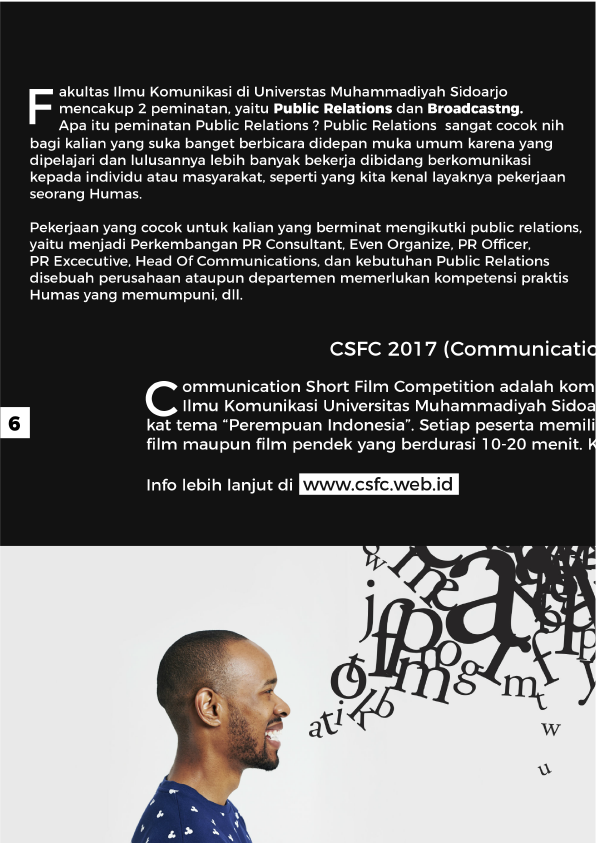 Fakultas Ilmu Komunikasi di Universtas Muhammadiyah Sidoarjo
mencakup 2 peminatan, yaitu Public Relations dan Broadcastng.
Apa itu peminatan Public Relations ? Public Relations sangat cocok nih
bagi kalian yang suka banget berbicara didepan muka umum karena yang
dipelajari dan lulusannya lebih banyak bekerja dibidang berkomunikasi
kepada individu atau masyarakat, seperti yang kita kenal layaknya pekerjaan
seorang Humas.
Pekerjaan yang cocok untuk kalian yang berminat mengikutki public relations,
yaitu menjadi Perkembangan PR Consultant, Even Organize, PR Officer,
PR Excecutive, Head Of Communications, dan kebutuhan Public Relations
disebuah perusahaan ataupun departemen memerlukan kompetensi praktis
Humas yang memumpuni, dll.
CSFC 2017 (Communicatio
Communication Short Film Competition adalah kom
Ilmu Komunikasi Universitas Muhammadiyah Sidoa
6
kat tema “Perempuan Indonesia”. Setiap peserta memili
film maupun film pendek yang berdurasi 10-20 menit. K
Info lebih lanjut di www.csfc.web.id